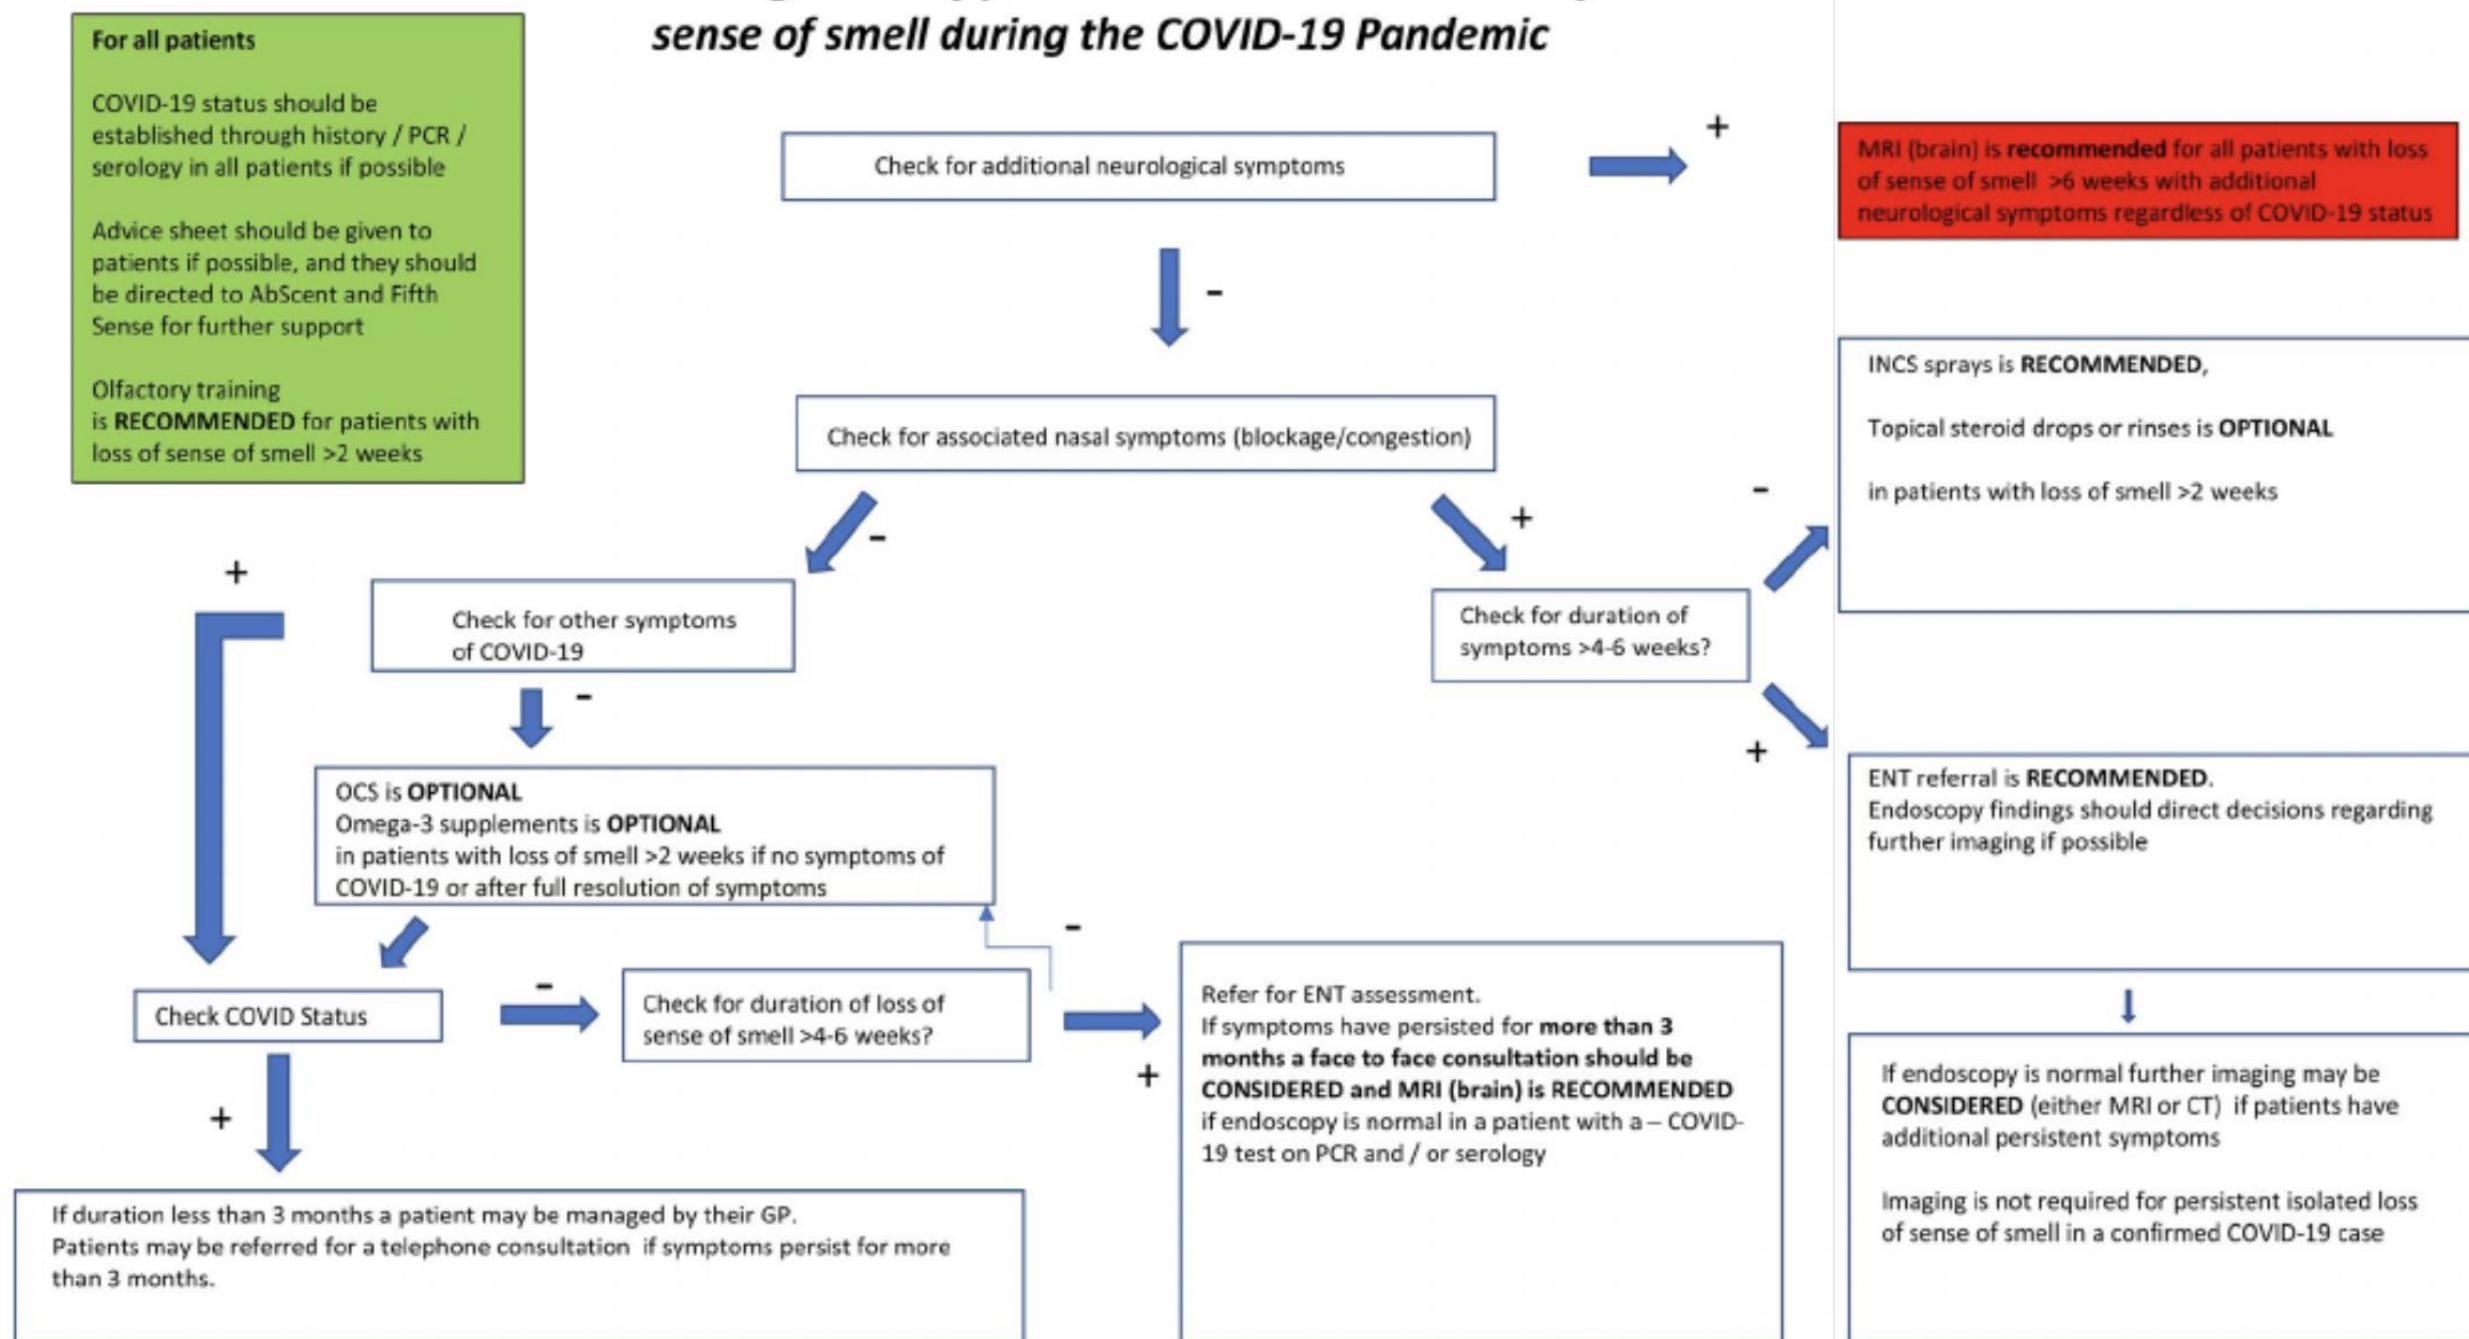 sense of smell during the COVID-19 Pandemic
For all patients
COVID-19 status should be
established through history / PCR /
serology in all patients if possible
Advice sheet should be given to
patients if possible, and they should
be directed to AbScent and Fifth
Sense for further support
Olfactory training
is RECOMMENDED for patients with
loss of sense of smell >2 weeks
Check for additional neurological symptoms
+
MRI (brain) is recommended for all patients with loss
of sense of smell >6 weeks with additional
neurological symptoms regardless of COVID-19 status
-
Check for associated nasal symptoms (blockage/congestion)
INCS sprays is RECOMMENDED,
Topical steroid drops or rinses is OPTIONAL
in patients with loss of smell >2 weeks
-
+
-
+
Check for other symptoms
of COVID-19
Check for duration of
symptoms >4-6 weeks?
-
+
ENT referral is RECOMMENDED.
Endoscopy findings should direct decisions regarding
further imaging if possible
OCS is OPTIONAL
Omega-3 supplements is OPTIONAL
in patients with loss of smell >2 weeks if no symptoms of
COVID-19 or after full resolution of symptoms
-
Check COVID Status
-
Check for duration of loss of
sense of smell >4-6 weeks?
+
Refer for ENT assessment.
If symptoms have persisted for more than 3
months a face to face consultation should be
CONSIDERED and MRI (brain) is RECOMMENDED
if endoscopy is normal in a patient with a – COVID-
19 test on PCR and / or serology
If endoscopy is normal further imaging may be
CONSIDERED (either MRI or CT) if patients have
additional persistent symptoms
Imaging is not required for persistent isolated loss
of sense of smell in a confirmed COVID-19 case
+
If duration less than 3 months a patient may be managed by their GP.
Patients may be referred for a telephone consultation if symptoms persist for more
than 3 months.